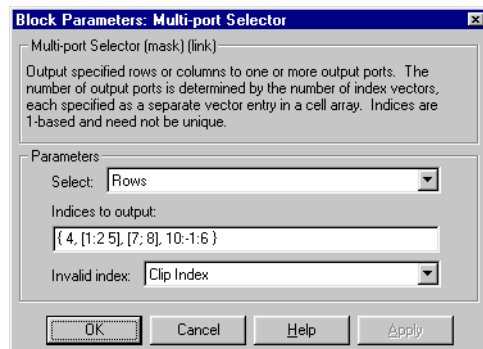 Block Parameters: Multi-port Selector
Multi-port Selector (mask) (link)
Output specified rows or columns to one or more output ports. The
number of output ports is determined by the number of index vectors,
each specified as a separate vector entry in a cell array. Indices are
1-based and need not be unique.
Parameters
Select: Rows
Indices to output:
{ 4, [1:2 5], [7; 8], 10:-1:6 }
Invalid index: Clip Index
OK Cancel Help Apply